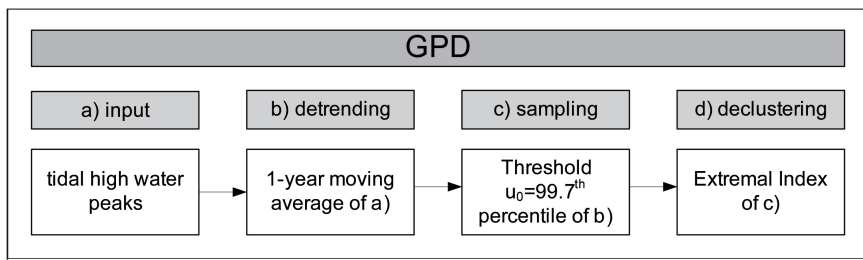 GPD
a) input
b) detrending
c) sampling
d) declustering
tidal high water
peaks
1-year moving
average of a)
Threshold
u₀=99.7ᵗʰ
percentile of b)
Extremal Index
of c)